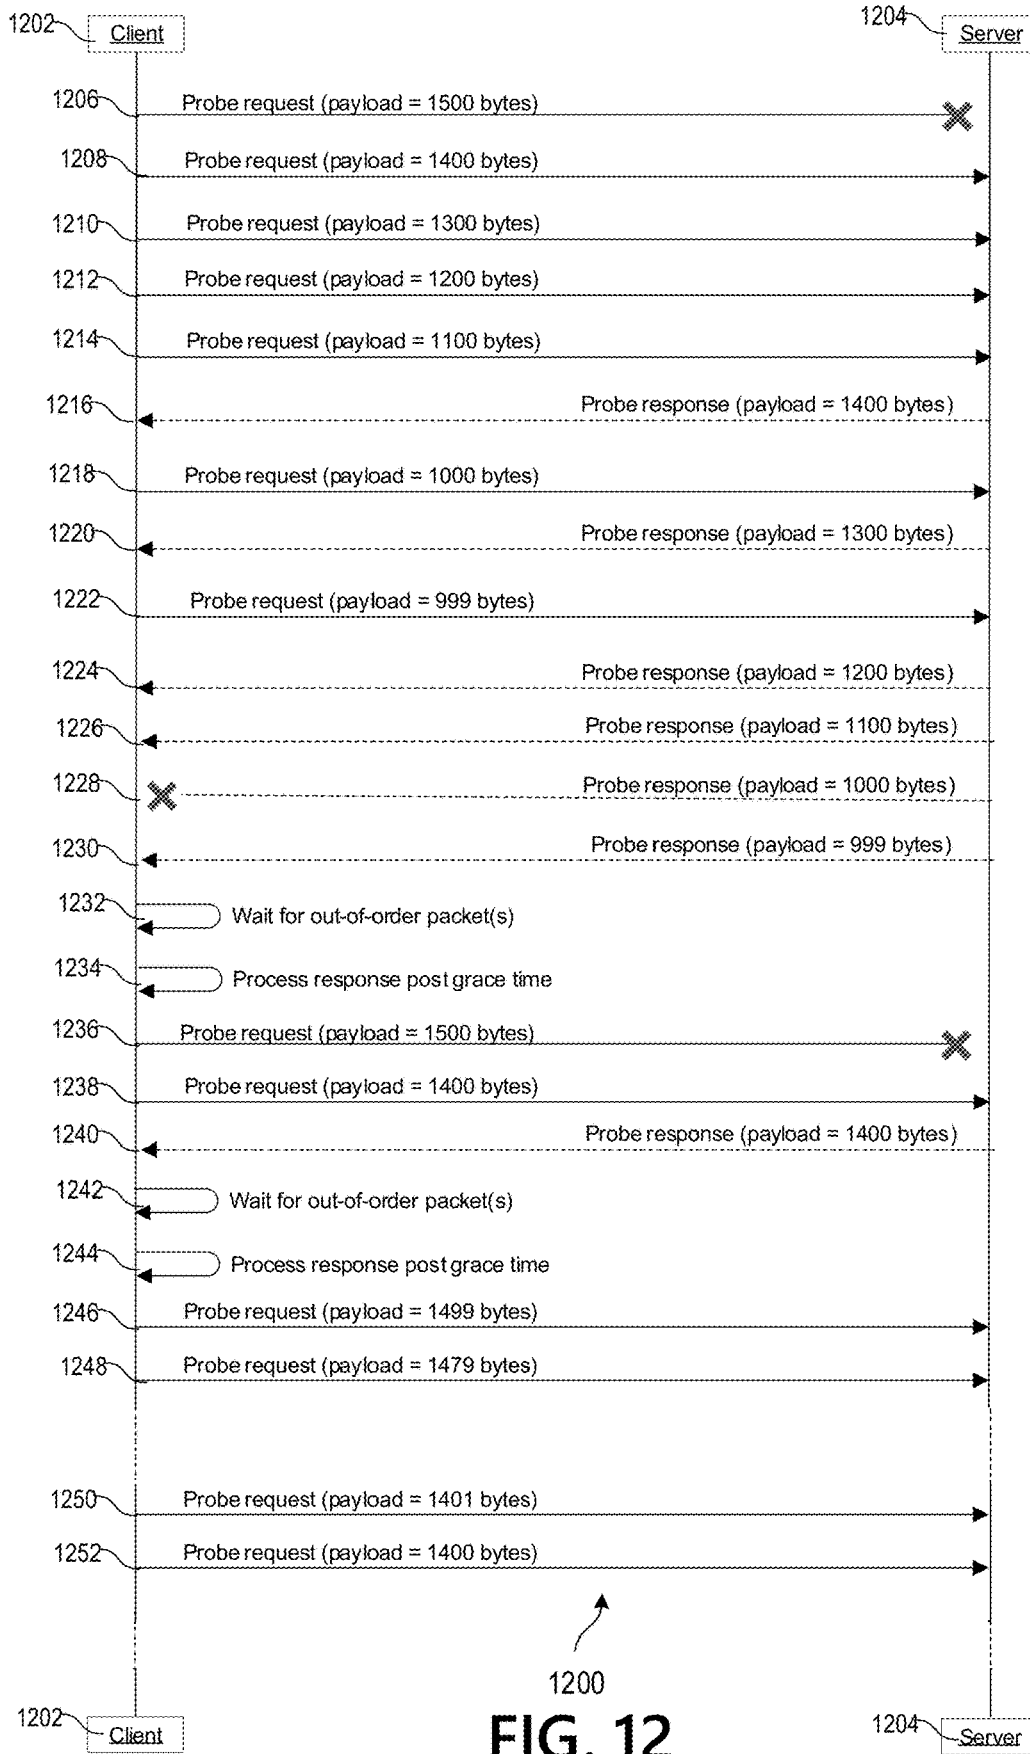 1202 Client 1204 Server
1206 Probe request (payload = 1500 bytes)
1208 Probe request (payload = 1400 bytes)
1210 Probe request (payload = 1300 bytes)
1212 Probe request (payload = 1200 bytes)
1214 Probe request (payload = 1100 bytes)
1216 Probe response (payload = 1400 bytes)
1218 Probe request (payload = 1000 bytes)
1220 Probe response (payload = 1300 bytes)
1222 Probe request (payload = 999 bytes)
1224 Probe response (payload = 1200 bytes)
1226 Probe response (payload = 1100 bytes)
1228 Probe response (payload = 1000 bytes)
1230 Probe response (payload = 999 bytes)
1232 Wait for out-of-order packet(s)
1234 Process response post grace time
1236 Probe request (payload = 1500 bytes)
1238 Probe request (payload = 1400 bytes)
1240 Probe response (payload = 1400 bytes)
1242 Wait for out-of-order packet(s)
1244 Process response post grace time
1246 Probe request (payload = 1499 bytes)
1248 Probe request (payload = 1479 bytes)
1250 Probe request (payload = 1401 bytes)
1252 Probe request (payload = 1400 bytes)
1200
1202 Client FIG. 12 1204 Server